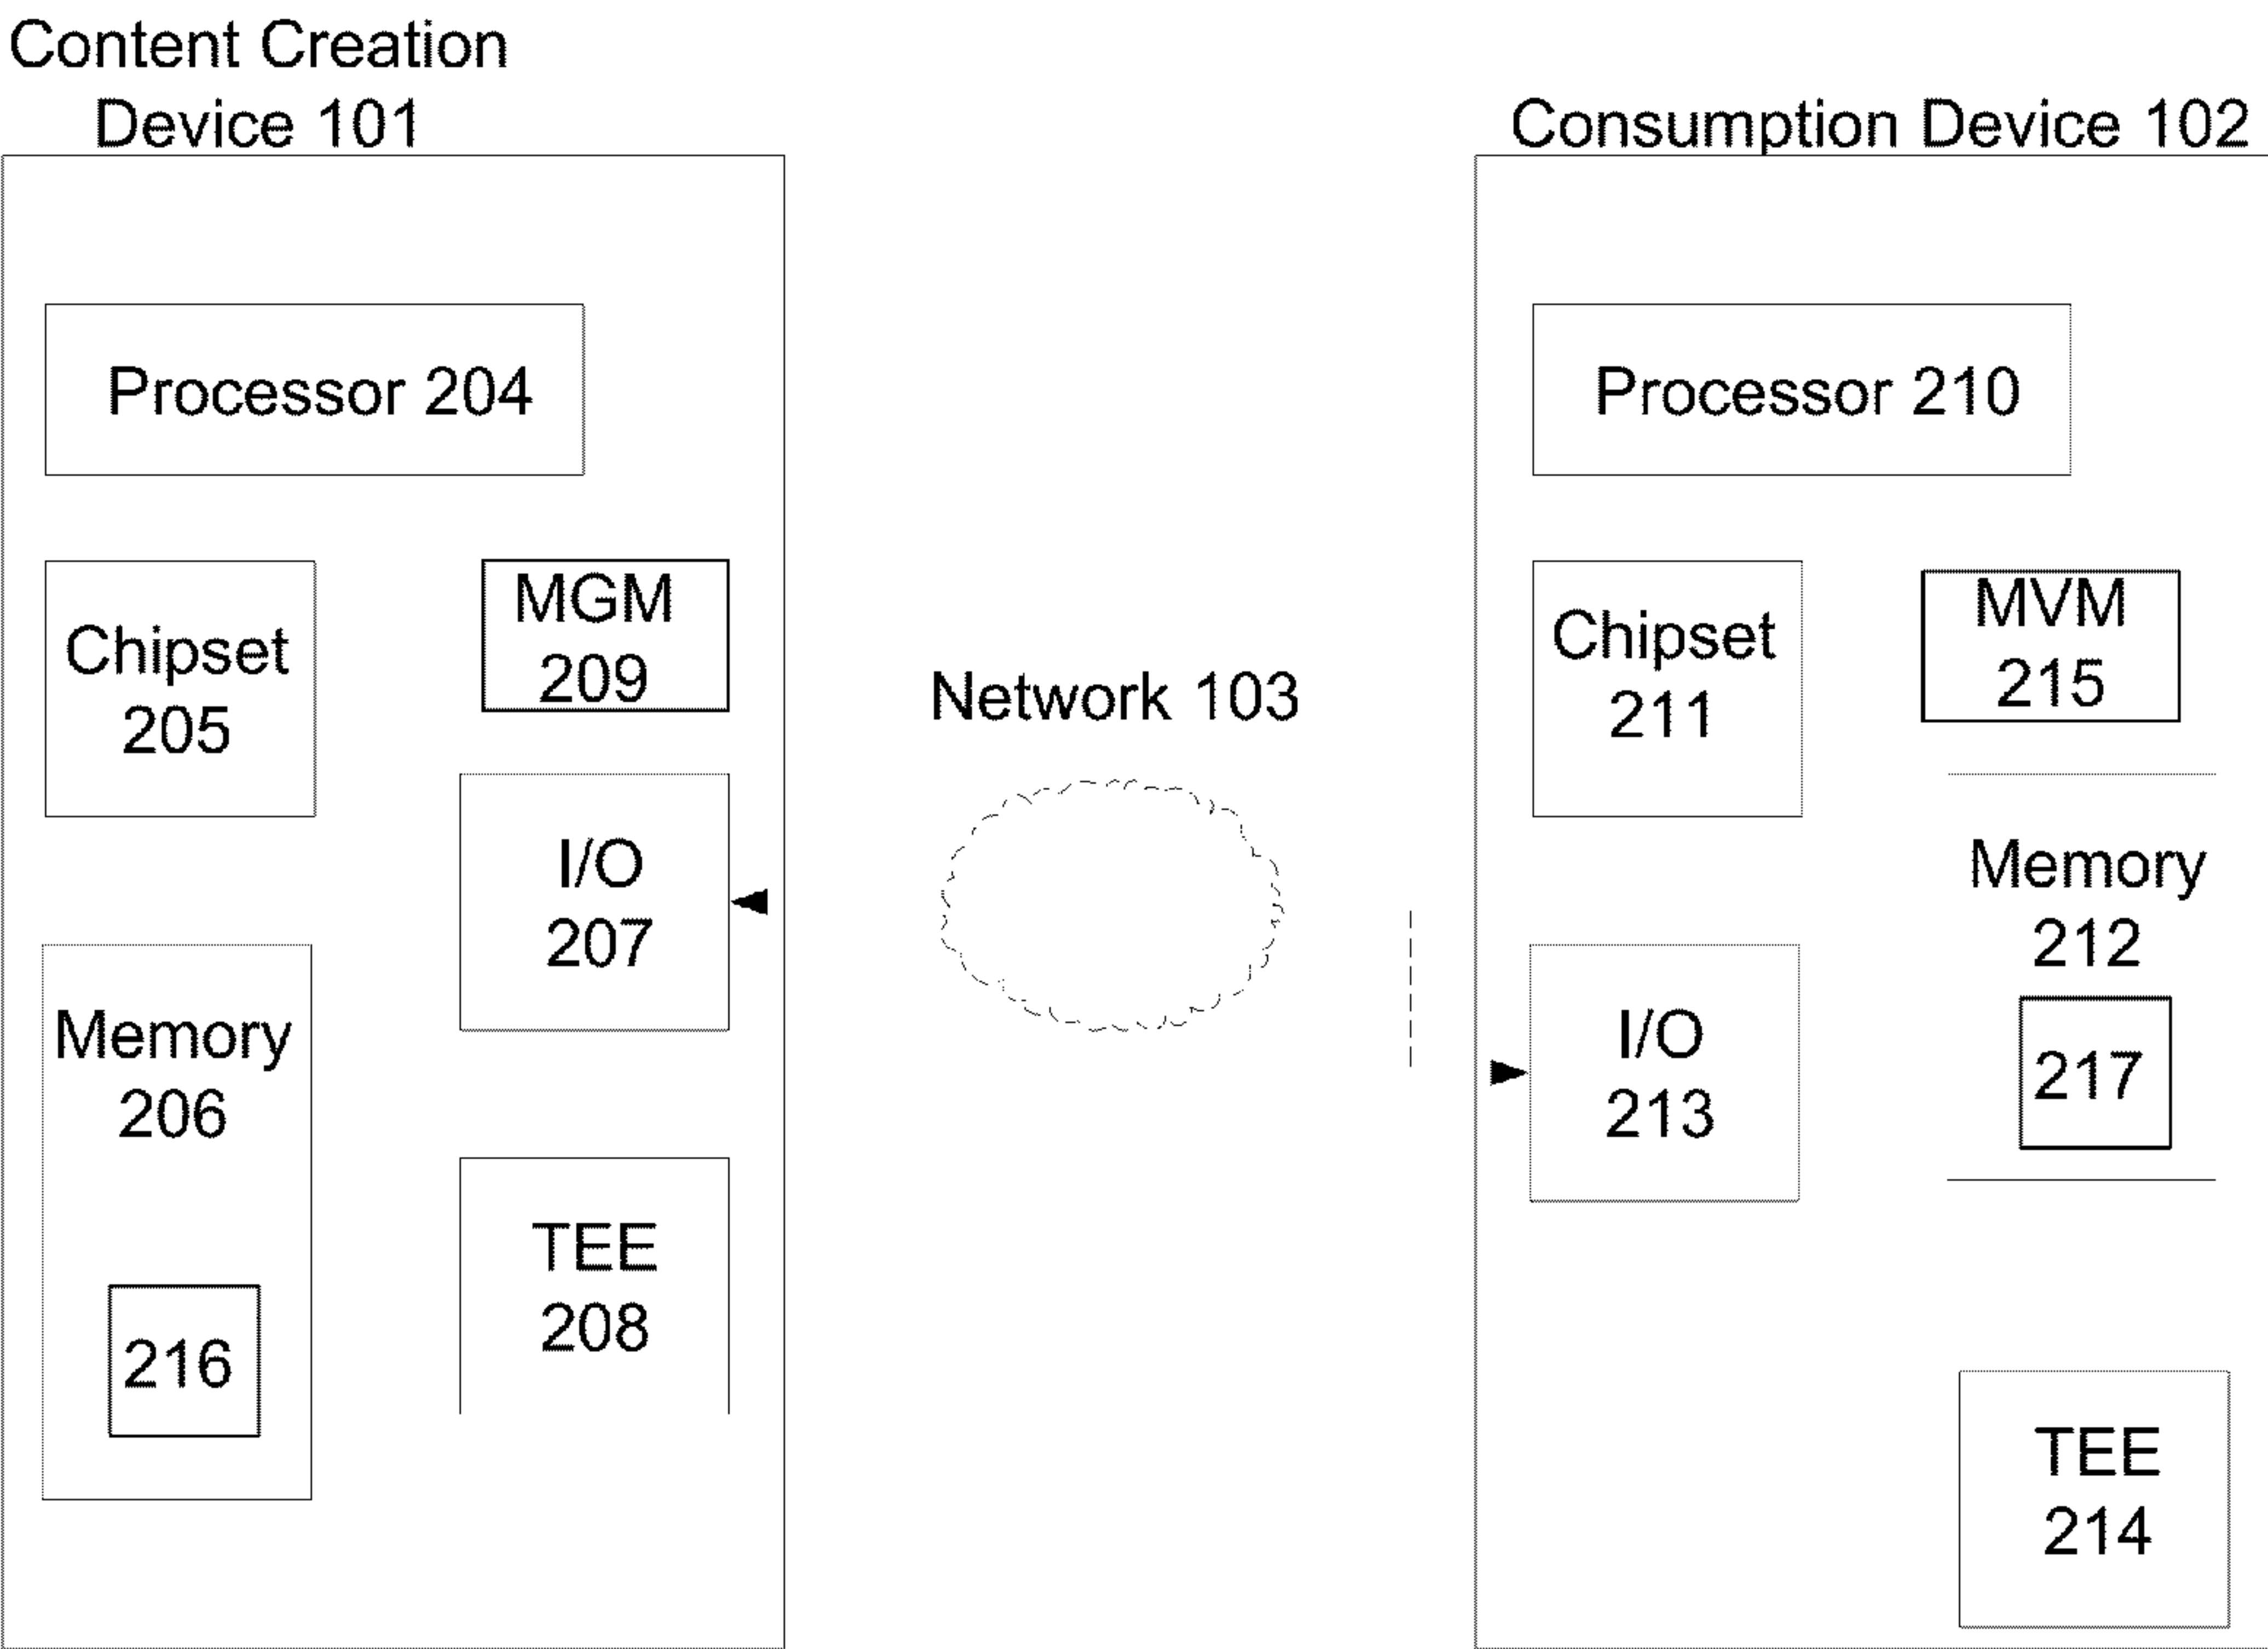 Content Creation
Device 101
Processor 204
Chipset
205
MGM
209
I/O
207
Memory
206
216
TEE
208
Network 103
Consumption Device 102
Processor 210
Chipset
211
MVM
215
Memory
212
217
I/O
213
TEE
214